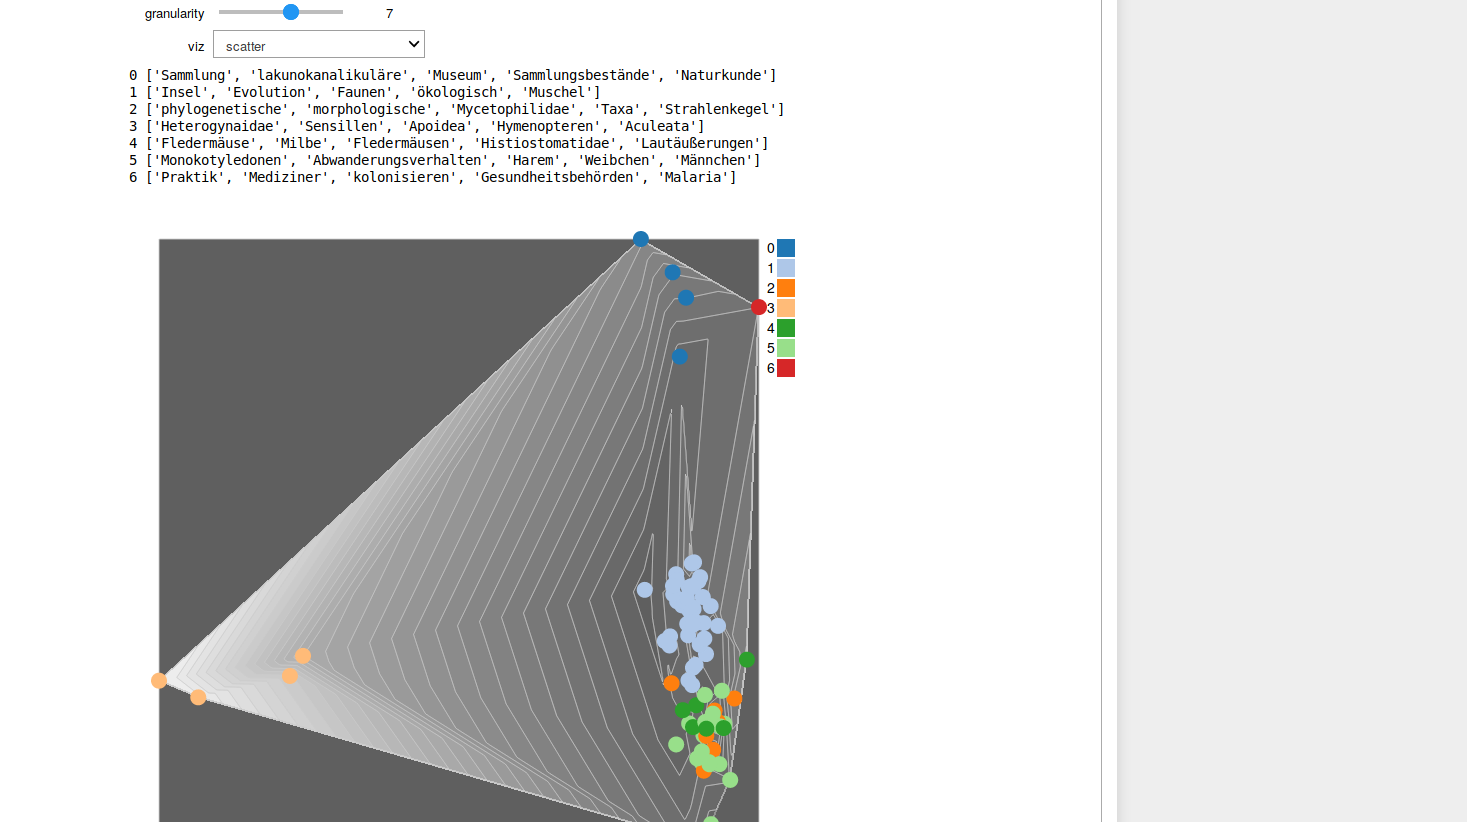 granularity 7
viz scatter
0 ['Sammlung', 'lakunokanalikuläre', 'Museum', 'Sammlungsbestände', 'Naturkunde']
1 ['Insel', 'Evolution', 'Faunen', 'ökologisch', 'Muschel']
2 ['phylogenetische', 'morphologische', 'Mycetophilidae', 'Taxa', 'Strahlenkegel']
3 ['Heterogynaidae', 'Sensillen', 'Apoidea', 'Hymenopteren', 'Aculeata']
4 ['Fledermäuse', 'Milbe', 'Fledermäusen', 'Histiostomatidae', 'Lautäußerungen']
5 ['Monokotyledonen', 'Abwanderungsverhalten', 'Harem', 'Weibchen', 'Männchen']
6 ['Praktik', 'Mediziner', 'kolonisieren', 'Gesundheitsbehörden', 'Malaria']
0
1
2
3
4
5
6